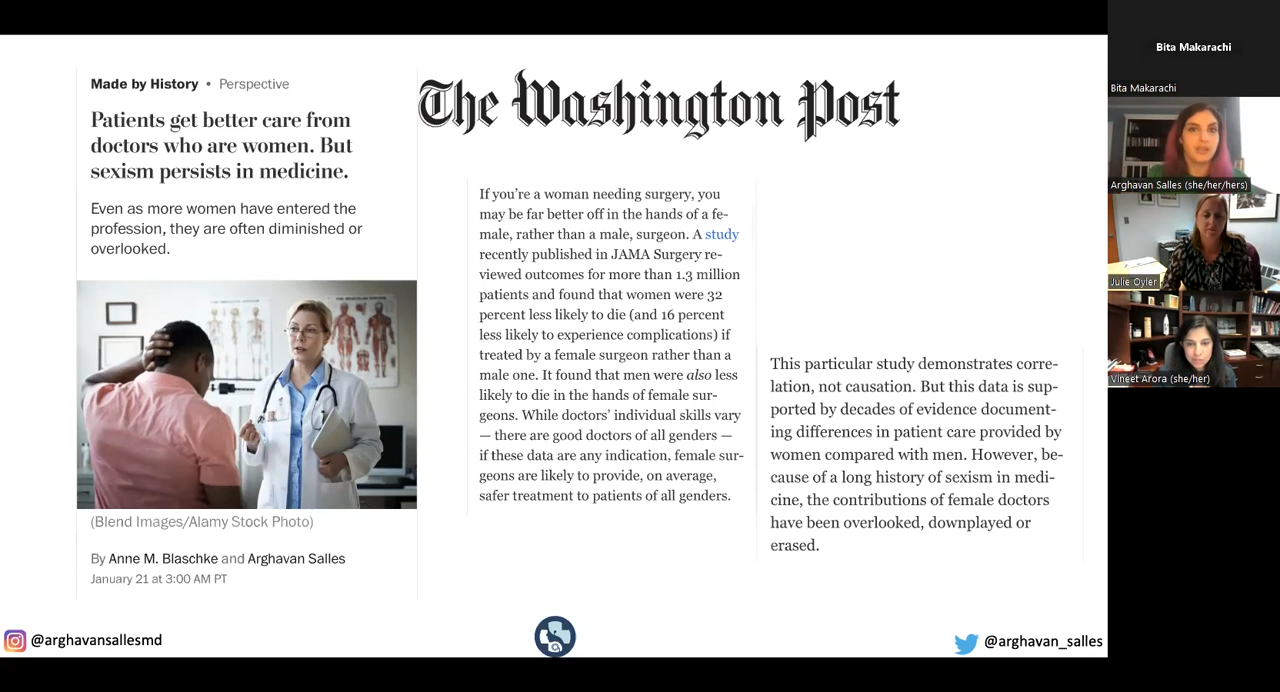 Made by History • Perspective
Patients get better care from
doctors who are women. But
sexism persists in medicine.
Even as more women have entered the
profession, they are often diminished or
overlooked.
(Blend Images/Alamy Stock Photo)
By Anne M. Blaschke and Arghavan Salles
January 21 at 3:00 AM PT
The Washington Post
If you’re a woman needing surgery, you
may be far better off in the hands of a fe-
male, rather than a male, surgeon. A study
recently published in JAMA Surgery re-
viewed outcomes for more than 1.3 million
patients and found that women were 32
percent less likely to die (and 16 percent
less likely to experience complications) if
treated by a female surgeon rather than a
male one. It found that men were also less
likely to die in the hands of female sur-
geons. While doctors’ individual skills vary
— there are good doctors of all genders —
if these data are any indication, female sur-
geons are likely to provide, on average,
safer treatment to patients of all genders.
This particular study demonstrates corre-
lation, not causation. But this data is sup-
ported by decades of evidence document-
ing differences in patient care provided by
women compared with men. However, be-
cause of a long history of sexism in medi-
cine, the contributions of female doctors
have been overlooked, downplayed or
erased.
@arghavansallesmd
@arghavan_salles
Bita Makarachi
Bita Makarachi
Arghavan Salles (she/her/hers)
Julie Oyler
Vineet Arora (she/her)